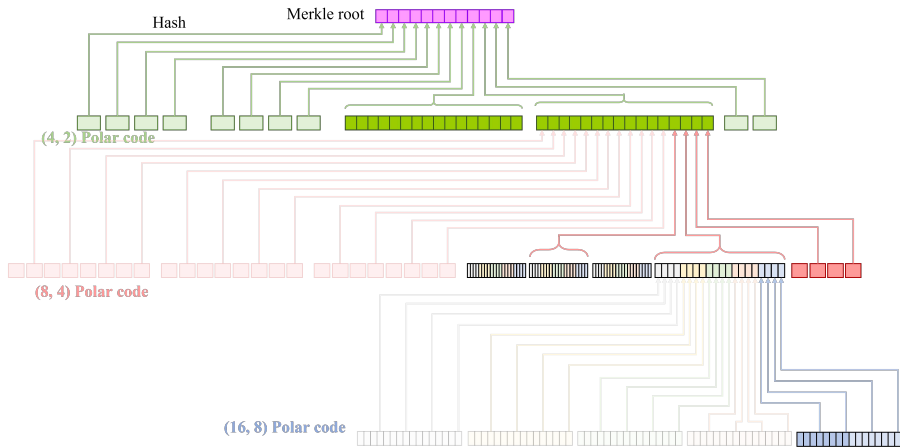 Merkle root
Hash
(4, 2) Polar code
(8, 4) Polar code
(16, 8) Polar code